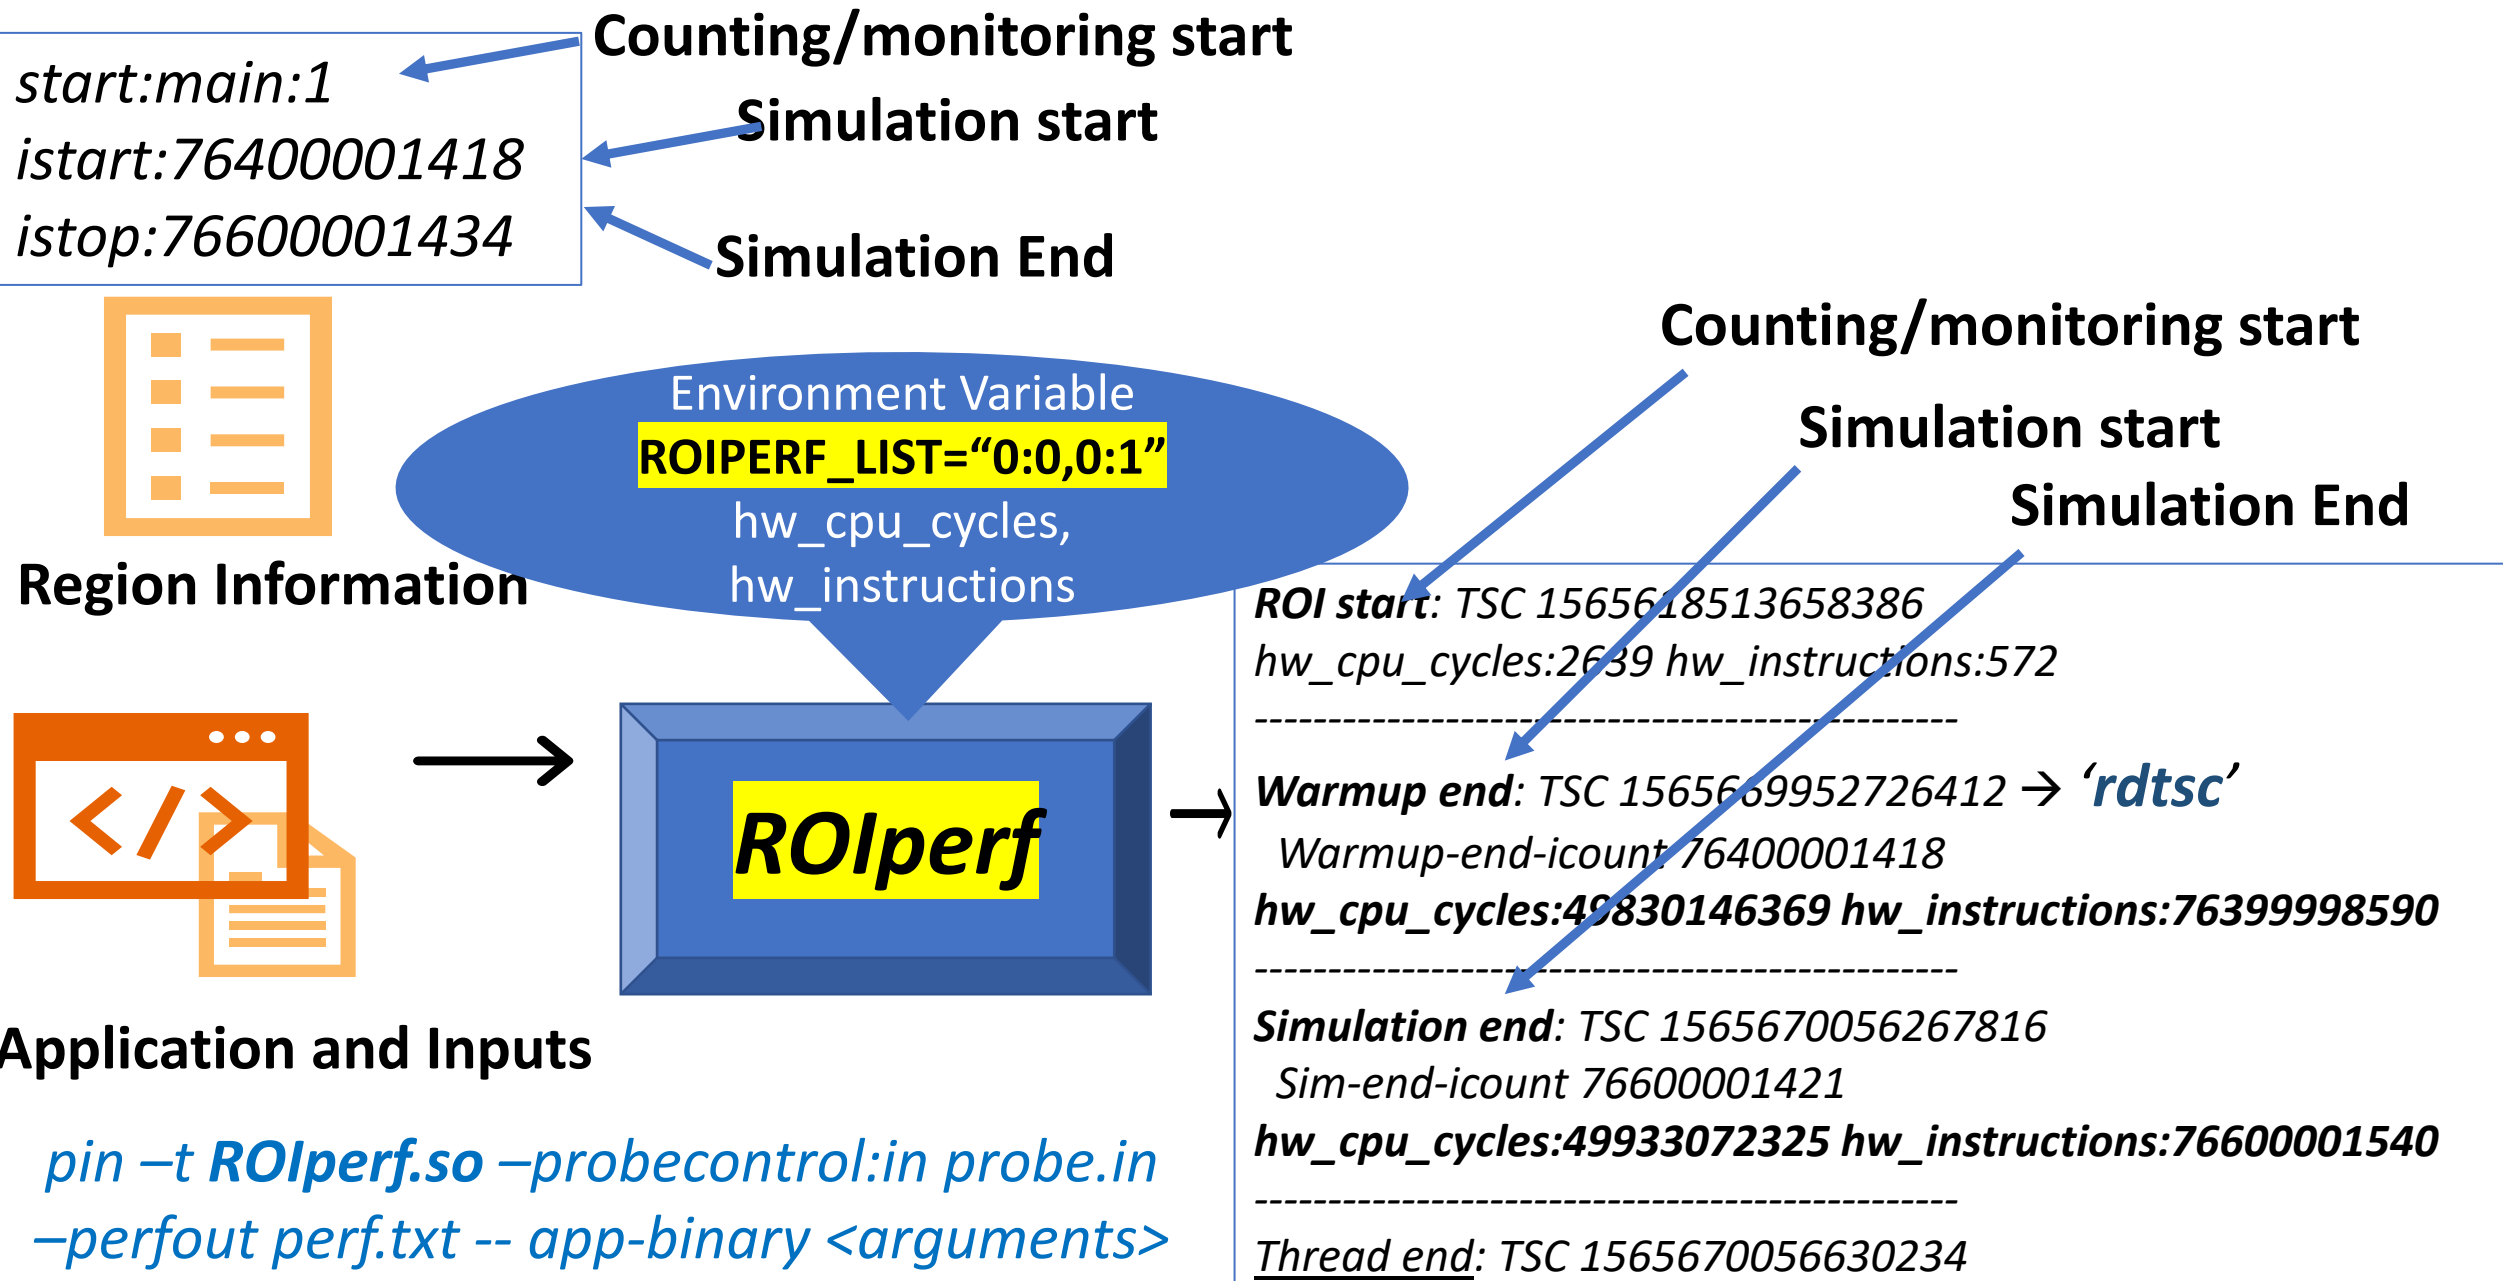 Counting/monitoring start
start:main:1
Simulation start
istart:76400001418
istop:76600001434
Simulation End
Region Information
Environment Variable
ROIPERF_LIST=“0:0,0:1”
hw_cpu_cycles,
hw_instructions
ROIperf
</>
Application and Inputs
pin –t ROIperf.so –probecontrol:in probe.in
–perfout perf.txt -- app-binary <arguments>
Counting/monitoring start
Simulation start
Simulation End
ROI start: TSC 1565618513658386
hw_cpu_cycles:2639 hw_instructions:572
------------------------------------------------
Warmup end: TSC 1565669952726412 → ‘rdtsc’
Warmup-end-icount 76400001418
hw_cpu_cycles:49830146369 hw_instructions:76399998590
------------------------------------------------
Simulation end: TSC 1565670056267816
Sim-end-icount 76600001421
hw_cpu_cycles:49933072325 hw_instructions:76600001540
------------------------------------------------
Thread end: TSC 1565670056630234